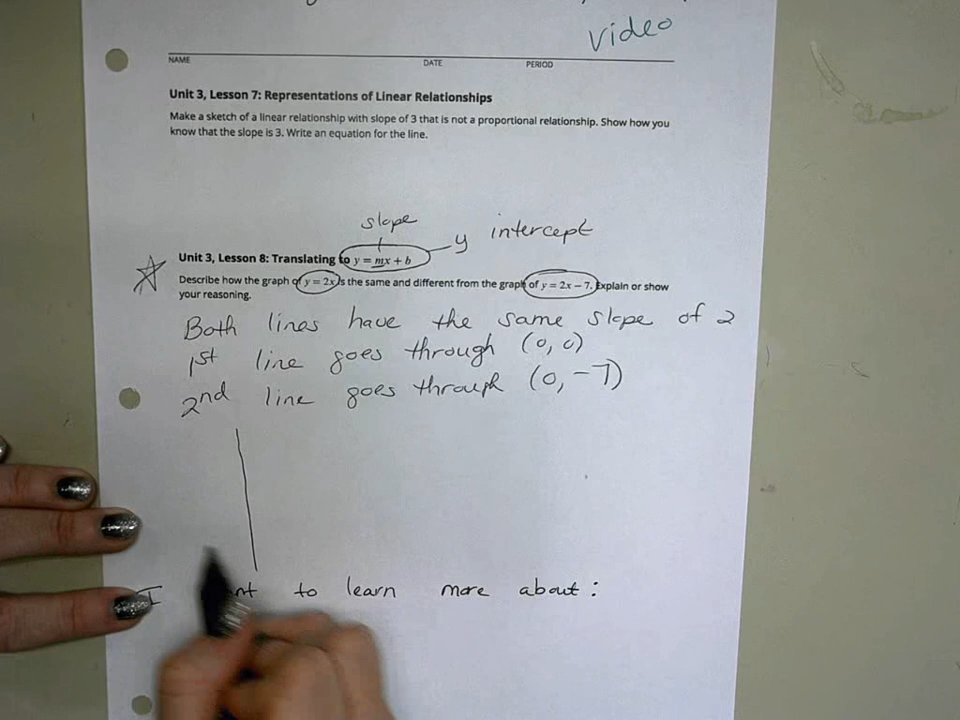 video
NAME DATE PERIOD
Unit 3, Lesson 7: Representations of Linear Relationships
Make a sketch of a linear relationship with slope of 3 that is not a proportional relationship. Show how you
know that the slope is 3. Write an equation for the line.
slope
y intercept
Unit 3, Lesson 8: Translating to y = mx + b
Describe how the graph of y = 2x is the same and different from the graph of y = 2x − 7. Explain or show
your reasoning.
Both lines have the same slope of 2
1st line goes through (0, 0)
2nd line goes through (0, -7)
I to learn more about: